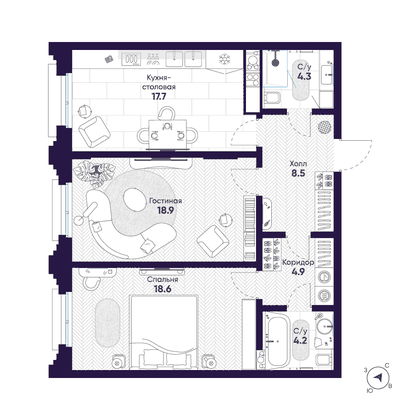 С/у
4.3
Кухня-
столовая
17.7
Холл
8.5
Гостиная
18.9
Коридор
4.9
Спальня
18.6
С/у
4.2
С
З
В
Ю